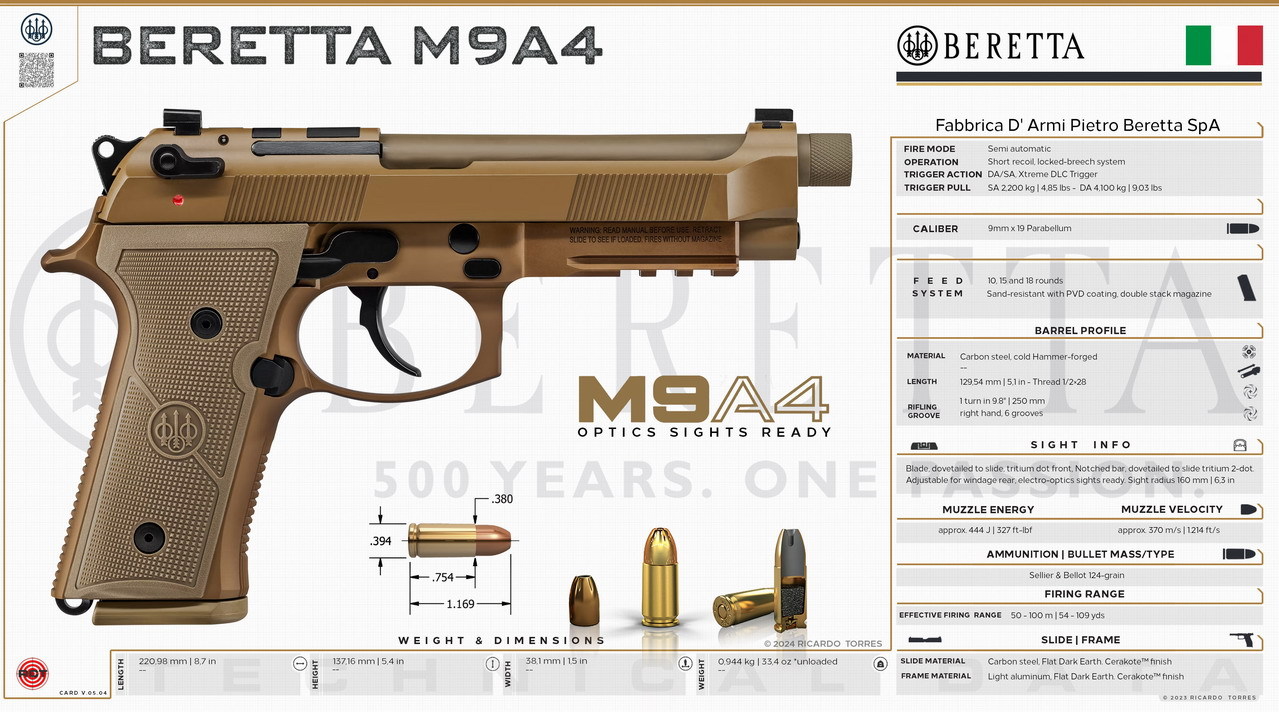 BERETTA M9A4
BERETTA
Fabbrica D' Armi Pietro Beretta SpA
FIRE MODE Semi automatic
OPERATION Short recoil, locked-breech system
TRIGGER ACTION DA/SA, Xtreme DLC Trigger
TRIGGER PULL SA 2,200 kg | 4,85 lbs - DA 4,100 kg | 9,03 lbs
CALIBER 9mm x 19 Parabellum
FEED SYSTEM
10, 15 and 18 rounds
Sand-resistant with PVD coating, double stack magazine
BARREL PROFILE
MATERIAL Carbon steel, cold Hammer-forged
--
LENGTH 129.54 mm | 5.1 in - Thread 1/2×28
RIFLING GROOVE
1 turn in 9.8" | 250 mm
right hand, 6 grooves
SIGHT INFO
Blade, dovetailed to slide, tritium dot front, Notched bar, dovetailed to slide tritium 2-dot.
Adjustable for windage rear, electro-optics sights ready. Sight radius 160 mm | 6,3 in
MUZZLE ENERGY MUZZLE VELOCITY
approx. 444 J | 327 ft-lbf approx. 370 m/s | 1214 ft/s
AMMUNITION | BULLET MASS/TYPE
Sellier & Bellot 124-grain
FIRING RANGE
EFFECTIVE FIRING RANGE 50 - 100 m | 54 - 109 yds
SLIDE | FRAME
SLIDE MATERIAL Carbon steel, Flat Dark Earth, Cerakote™ finish
FRAME MATERIAL Light aluminum, Flat Dark Earth, Cerakote™ finish
© 2023 RICARDO TORRES
WARNING: READ MANUAL BEFORE USE. RETRACT
SLIDE TO SEE IF LOADED. FIRES WITHOUT MAGAZINE
BERETTA
M9A4
OPTICS SIGHTS READY
500 YEARS. ONE PASSION.
.380
.394
.754
1.169
WEIGHT & DIMENSIONS
© 2024 RICARDO TORRES
LENGTH 220,98 mm | 8,7 in
--
HEIGHT 137,16 mm | 5,4 in
--
WIDTH 38.1 mm | 1.5 in
--
WEIGHT 0,944 kg | 33,4 oz *unloaded
--
TECHNICAL DATA
RDT
CARD V.05.04